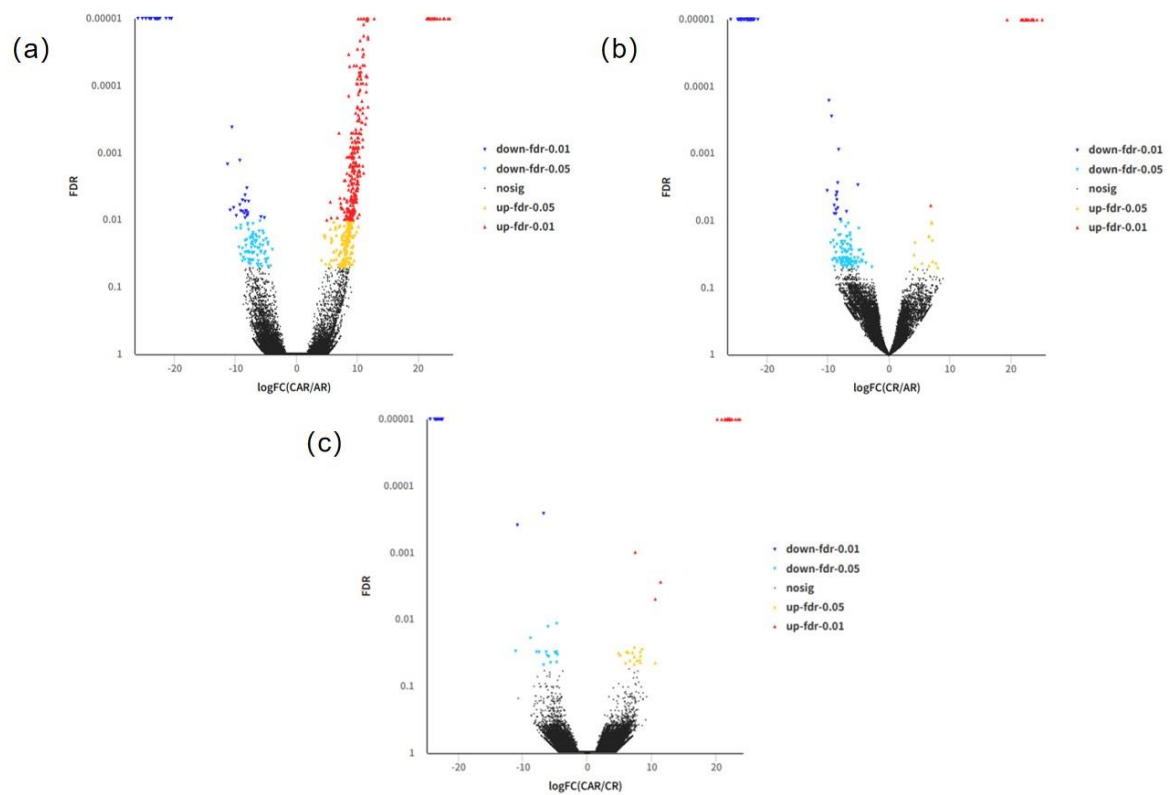 (a)
0.00001
0.0001
0.001
0.01
0.1
1
FDR
-20
-10
0
10
20
logFC(CAR/AR)
down-fdr-0.01
down-fdr-0.05
nosig
up-fdr-0.05
up-fdr-0.01
(b)
0.00001
0.0001
0.001
0.01
0.1
1
FDR
-20
-10
0
10
20
logFC(CR/AR)
down-fdr-0.01
down-fdr-0.05
nosig
up-fdr-0.05
up-fdr-0.01
(c)
0.00001
0.0001
0.001
0.01
0.1
1
FDR
-20
-10
0
10
20
logFC(CAR/CR)
down-fdr-0.01
down-fdr-0.05
nosig
up-fdr-0.05
up-fdr-0.01